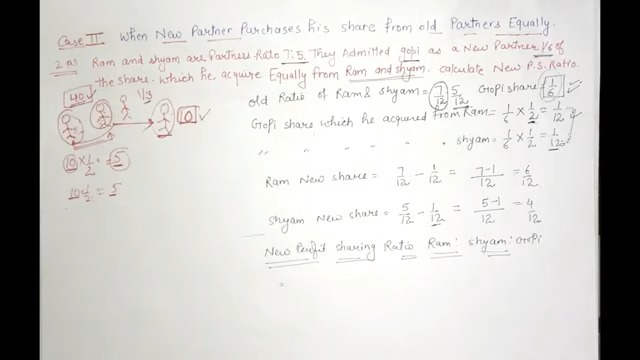 Case II When New Partner Purchases his share from old Partners Equally.
2 a) Ram and shyam are Partners. Rato 7:5. They Admitted gopi as a New Partner 1/6 of
the share. which he acquire Equally from Ram and shyam. calculate New P.S. Ratio.
40 1/3
10
10 × 1/2 = 5
10 × 1/2 = 5
old Ratio of Ram & shyam = 7/12 5/12 Gopi share = 1/6
Gopi share which he acquired from Ram = 1/6 × 1/2 = 1/12
" " " " " shyam = 1/6 × 1/2 = 1/12
Ram New share = 7/12 - 1/12 = 7-1/12 = 6/12
Shyam New share = 5/12 - 1/12 = 5-1/12 = 4/12
New Profit sharing Ratio Ram : shyam : Gopi
=